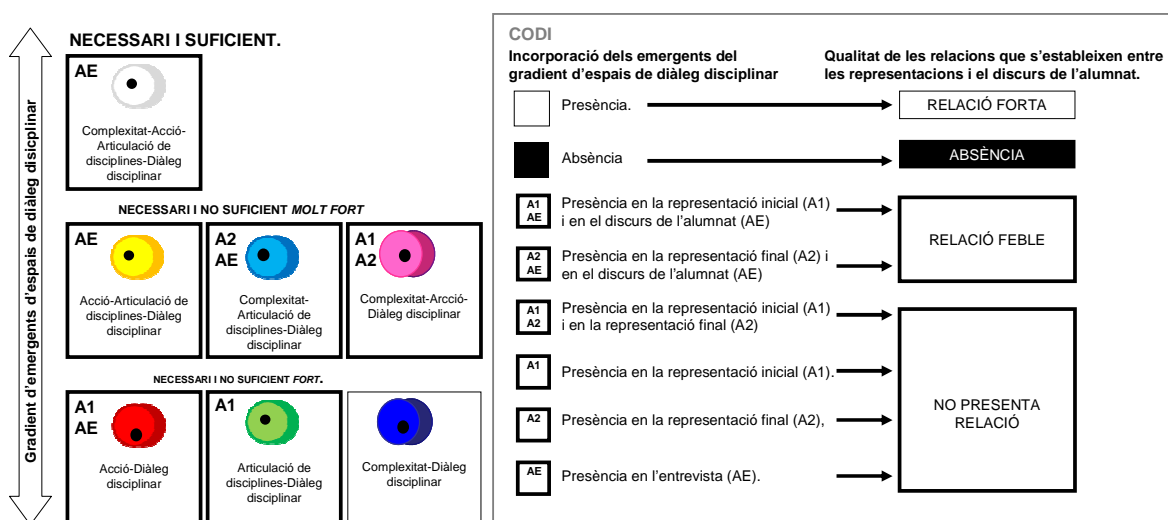 Gradient d'emergents d'espais de diàleg disicplinar
NECESSARI I SUFICIENT.
AE
Complexitat-Acció-
Articulació de
disciplines-Diàleg
disciplinar
NECESSARI I NO SUFICIENT MOLT FORT
AE
Acció-Articulació de
disciplines-Diàleg
disciplinar
A2
AE
Complexitat-
Articulació de
disciplines-Diàleg
disciplinar
A1
A2
Complexitat-Arcció-
Diàleg disciplinar
NECESSARI I NO SUFICIENT FORT.
A1
AE
Acció-Diàleg
disciplinar
A1
Articulació de
disciplines-Diàleg
disciplinar
Complexitat-Diàleg
disciplinar
CODI
Incorporació dels emergents del
gradient d'espais de diàleg disciplinar
Qualitat de les relacions que s'estableixen entre
les representacions i el discurs de l'alumnat.
Presència.
RELACIÓ FORTA
Absència
ABSÈNCIA
A1
AE
Presència en la representació inicial (A1)
i en el discurs de l'alumnat (AE)
A2
AE
Presència en la representació final (A2) i
en el discurs de l'alumnat (AE)
RELACIÓ FEBLE
A1
A2
Presència en la representació inicial (A1)
i en la representació final (A2)
A1
Presència en la representació inicial (A1).
A2
Presència en la representació final (A2),
AE
Presència en l'entrevista (AE).
NO PRESENTA
RELACIÓ